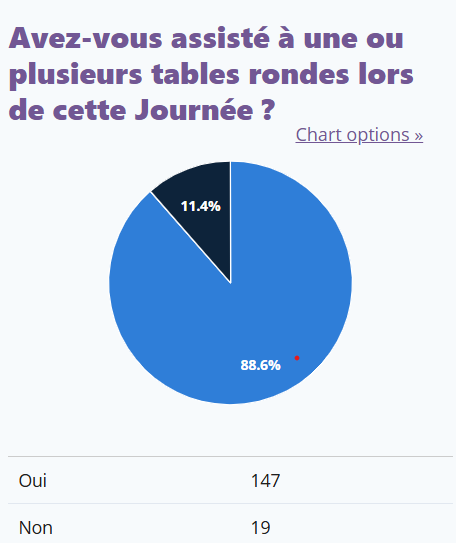 Avez-vous assisté à une ou
plusieurs tables rondes lors
de cette Journée ?
Chart options »
11.4%
88.6%
Oui 147
Non 19